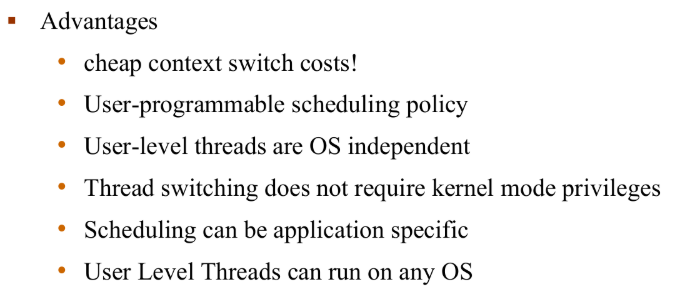 Advantages
cheap context switch costs!
User-programmable scheduling policy
User-level threads are OS independent
Thread switching does not require kernel mode privileges
Scheduling can be application specific
User Level Threads can run on any OS